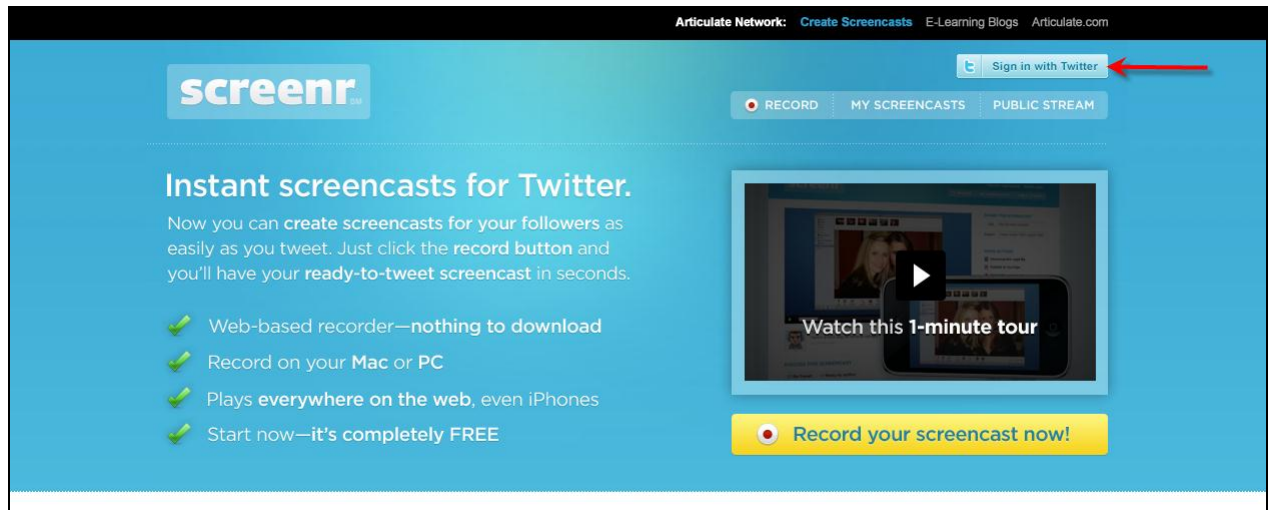 Articulate Network: Create Screencasts E-Learning Blogs Articulate.com
Sign in with Twitter
screenr
RECORD MY SCREENCASTS PUBLIC STREAM
Instant screencasts for Twitter.
Now you can create screencasts for your followers as
easily as you tweet. Just click the record button and
you'll have your ready-to-tweet screencast in seconds.
Web-based recorder—nothing to download
Record on your Mac or PC
Plays everywhere on the web, even iPhones
Start now—it's completely FREE
Watch this 1-minute tour
Record your screencast now!